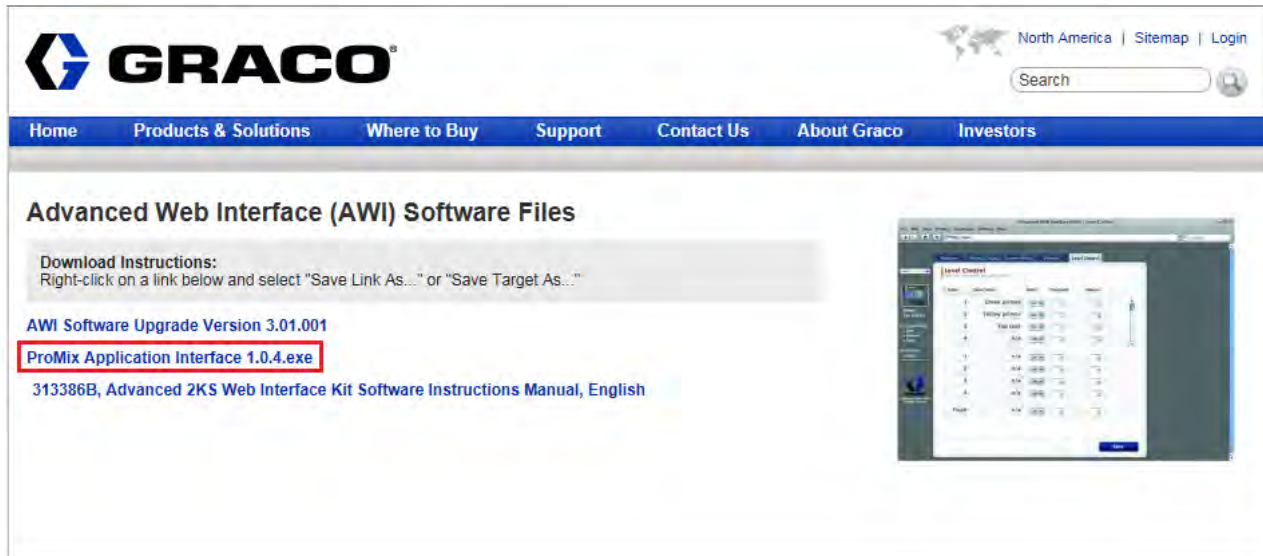 GRACO
North America | Sitemap | Login
Search
Home Products & Solutions Where to Buy Support Contact Us About Graco Investors
Advanced Web Interface (AWI) Software Files
Download Instructions:
Right-click on a link below and select "Save Link As..." or "Save Target As..."
AWI Software Upgrade Version 3.01.001
ProMix Application Interface 1.0.4.exe
313386B, Advanced 2KS Web Interface Kit Software Instructions Manual, English
Level Control
Level Control